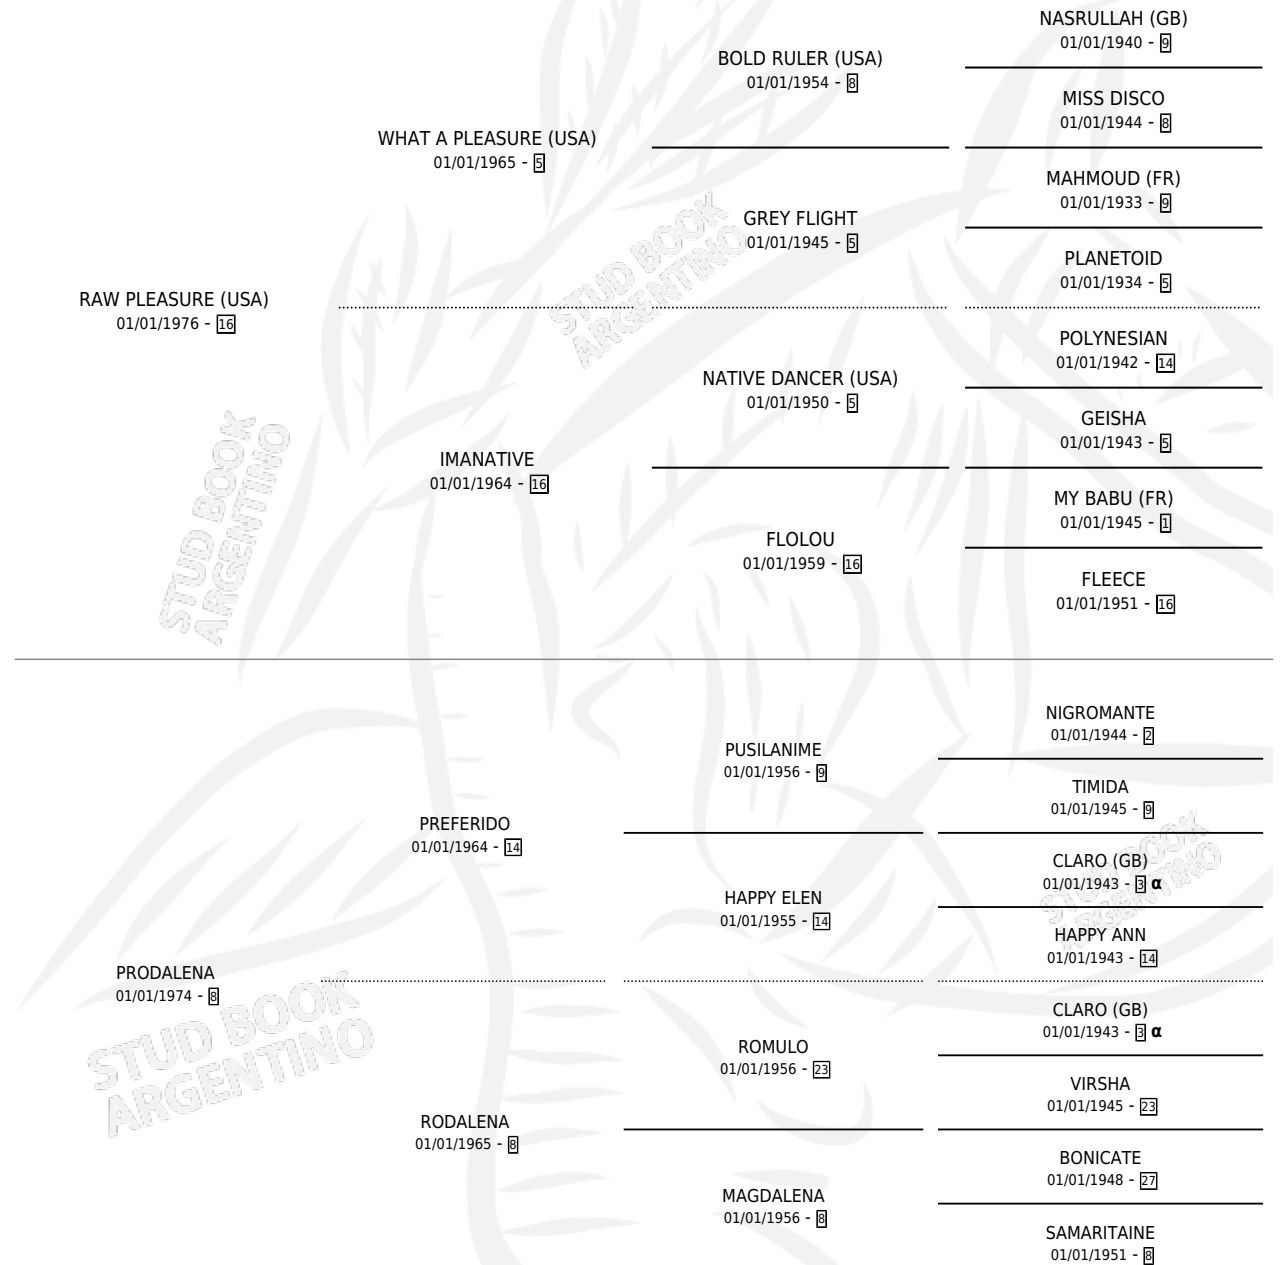 NASRULLAH (GB)
01/01/1940 - 9
BOLD RULER (USA)
01/01/1954 - 8
MISS DISCO
01/01/1944 - 8
WHAT A PLEASURE (USA)
01/01/1965 - 5
MAHMOUD (FR)
01/01/1933 - 9
GREY FLIGHT
01/01/1945 - 5
PLANETOID
01/01/1934 - 5
RAW PLEASURE (USA)
01/01/1976 - 16
POLYNESIAN
01/01/1942 - 14
NATIVE DANCER (USA)
01/01/1950 - 5
GEISHA
01/01/1943 - 5
IMANATIVE
01/01/1964 - 16
MY BABU (FR)
01/01/1945 - 1
FLOLOU
01/01/1959 - 16
FLEECE
01/01/1951 - 16
NIGROMANTE
01/01/1944 - 2
PUSILANIME
01/01/1956 - 9
TIMIDA
01/01/1945 - 9
PREFERIDO
01/01/1964 - 14
CLARO (GB)
01/01/1943 - 3 α
HAPPY ELEN
01/01/1955 - 14
HAPPY ANN
01/01/1943 - 14
PRODALENA
01/01/1974 - 8
CLARO (GB)
01/01/1943 - 3 α
ROMULO
01/01/1956 - 23
VIRSHA
01/01/1945 - 23
RODALENA
01/01/1965 - 8
BONICATE
01/01/1948 - 27
MAGDALENA
01/01/1956 - 8
SAMARITAINE
01/01/1951 - 8
STUD BOOK
ARGENTINO
STUD BOOK
ARGENTINO
STUD BOOK
ARGENTINO
STUD BOOK
ARGENTINO